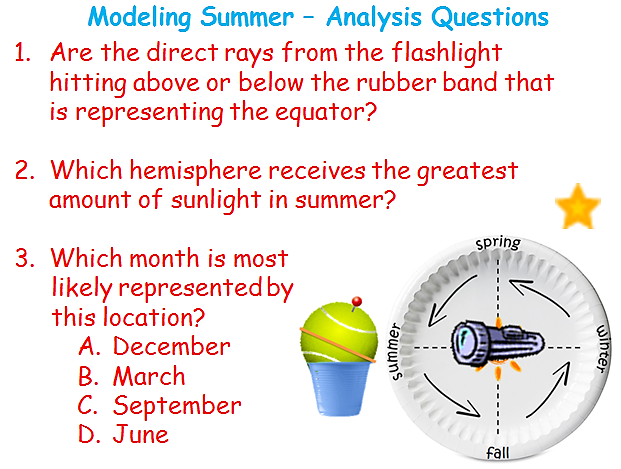 Modeling Summer – Analysis Questions
1. Are the direct rays from the flashlight
hitting above or below the rubber band that
is representing the equator?
2. Which hemisphere receives the greatest
amount of sunlight in summer?
3. Which month is most
likely represented by
this location?
A. December
B. March
C. September
D. June
spring
summer
winter
fall